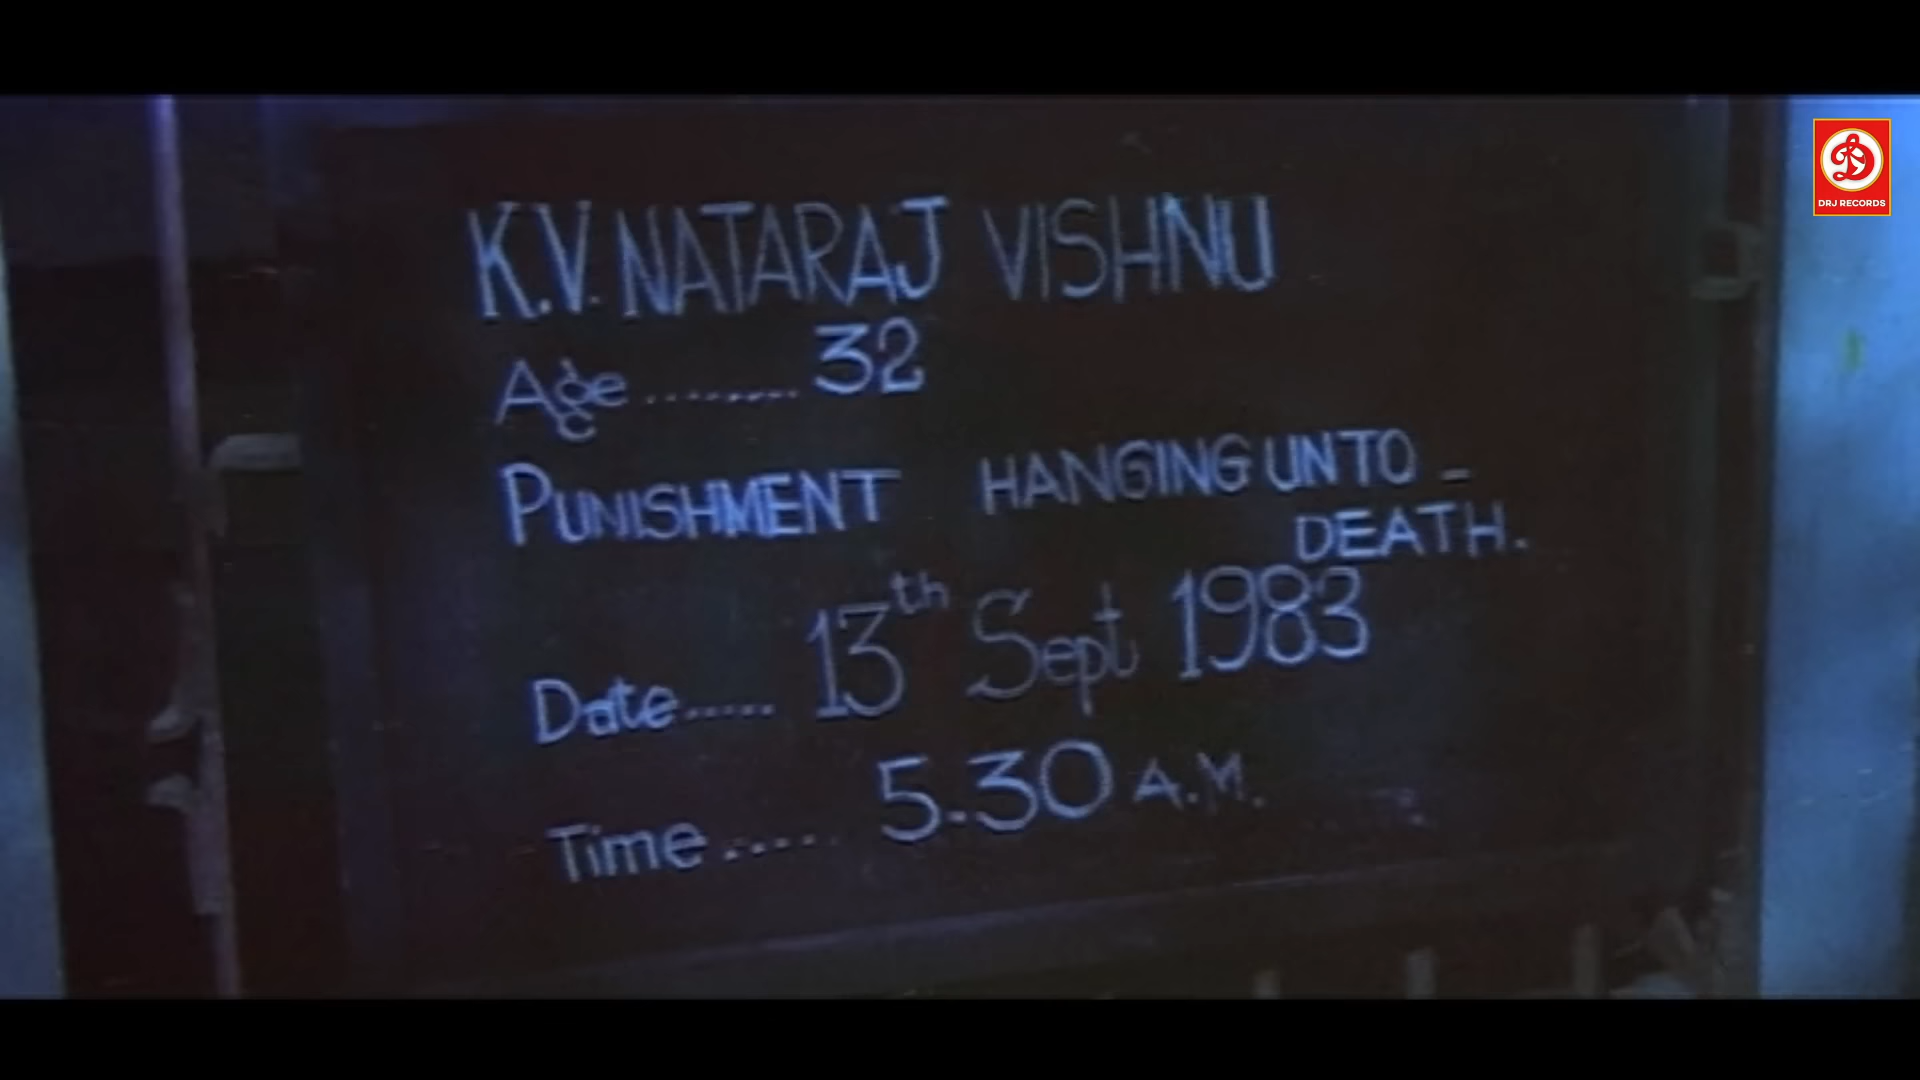 K.V. NATARAJ VISHNU
Age ......... 32
PUNISHMENT HANGING UNTO -
DEATH.
Date..... 13th Sept 1983
Time...... 5.30 A.M.
DRJ RECORDS